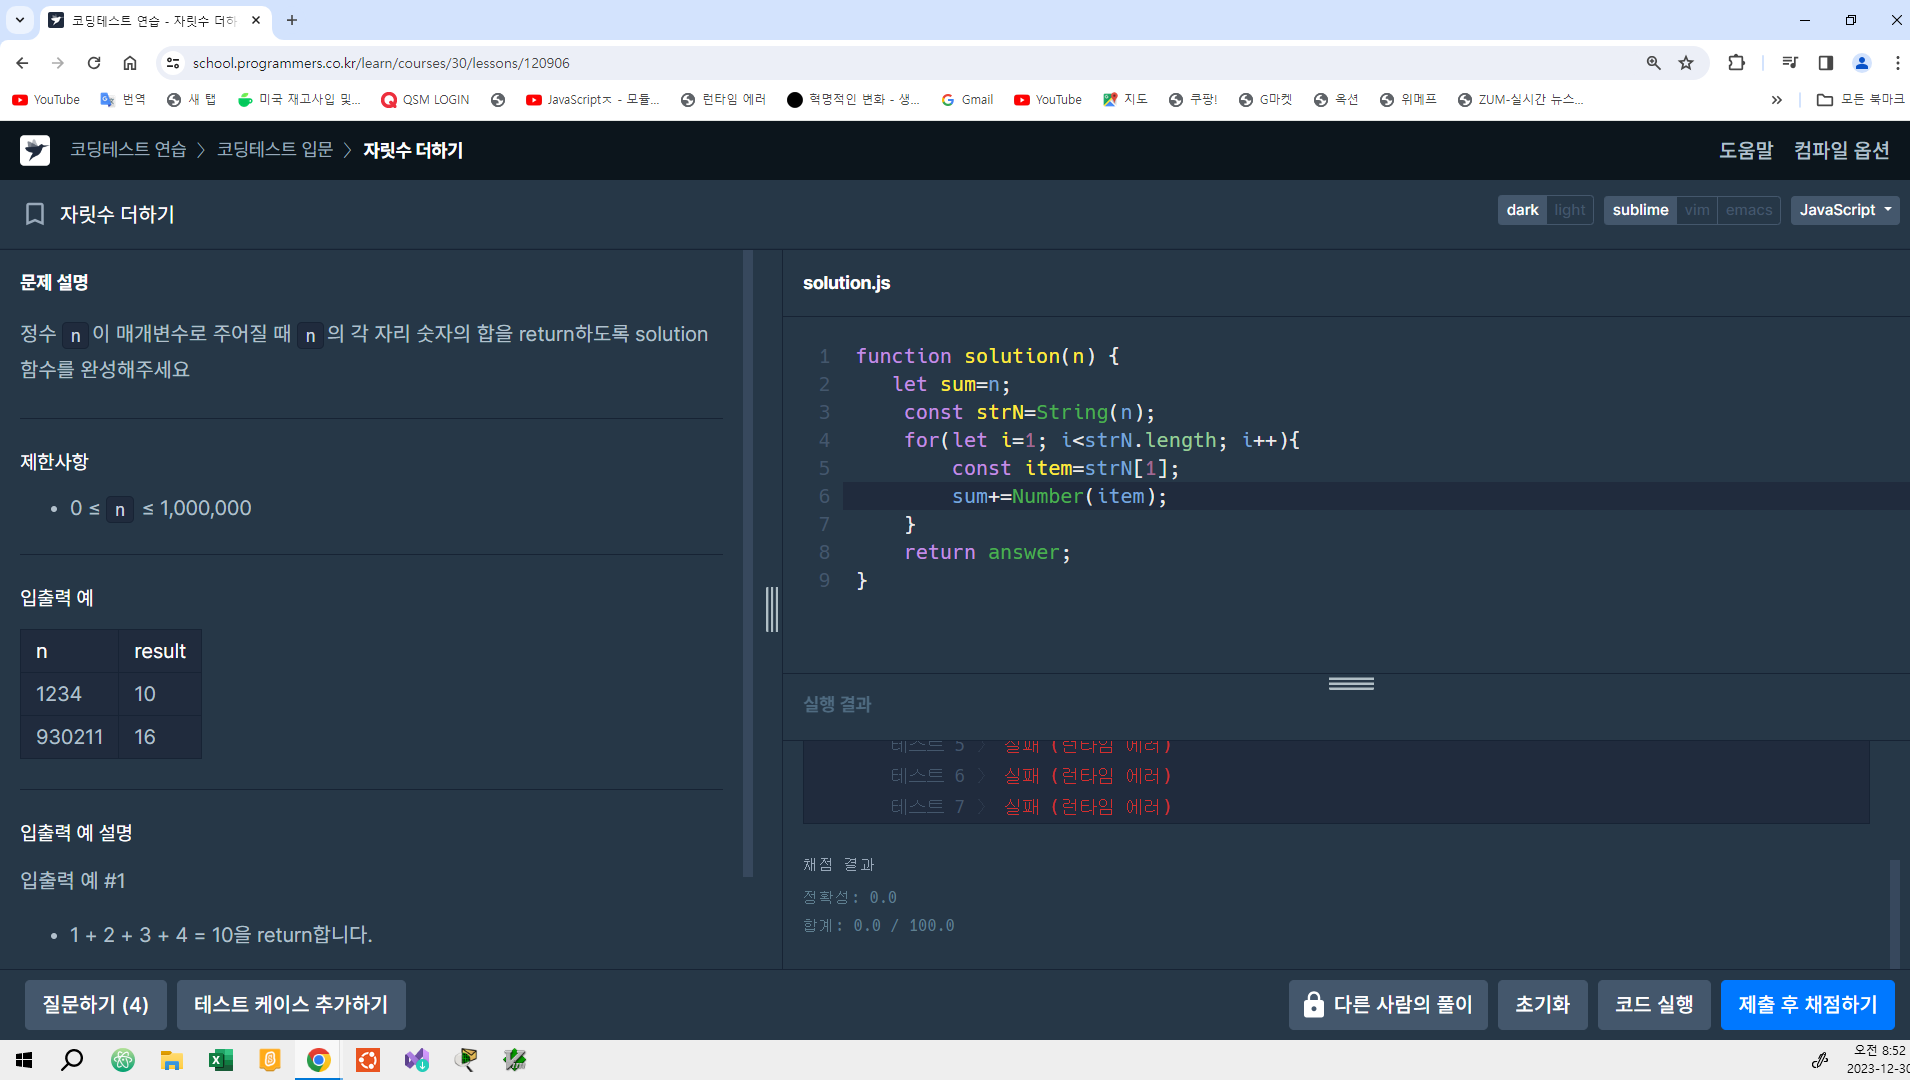 코딩테스트 연습 - 자릿수 더하
school.programmers.co.kr/learn/courses/30/lessons/120906
YouTube
번역
새 탭
미국 재고사입 및...
QSM LOGIN
JavaScriptㅈ - 모듈...
런타임 에러
혁명적인 변화 - 생...
Gmail
YouTube
지도
쿠팡!
G마켓
옥션
위메프
ZUM-실시간 뉴스...
모든 북마크
코딩테스트 연습 > 코딩테스트 입문 > 자릿수 더하기
도움말 컴파일 옵션
자릿수 더하기
dark light
sublime vim emacs
JavaScript
문제 설명
정수 n이 매개변수로 주어질 때 n의 각 자리 숫자의 합을 return하도록 solution
함수를 완성해주세요
제한사항
• 0 ≤ n ≤ 1,000,000
입출력 예
n result
1234 10
930211 16
입출력 예 설명
입출력 예 #1
• 1 + 2 + 3 + 4 = 10을 return합니다.
solution.js
1 function solution(n) {
2 let sum=n;
3 const strN=String(n);
4 for(let i=1; i<strN.length; i++){
5 const item=strN[1];
6 sum+=Number(item);
7 }
8 return answer;
9 }
실행 결과
테스트 5 > 실패 (런타임 에러)
테스트 6 > 실패 (런타임 에러)
테스트 7 > 실패 (런타임 에러)
채점 결과
정확성: 0.0
합계: 0.0 / 100.0
질문하기 (4)
테스트 케이스 추가하기
다른 사람의 풀이
초기화
코드 실행
제출 후 채점하기
오전 8:52
2023-12-30